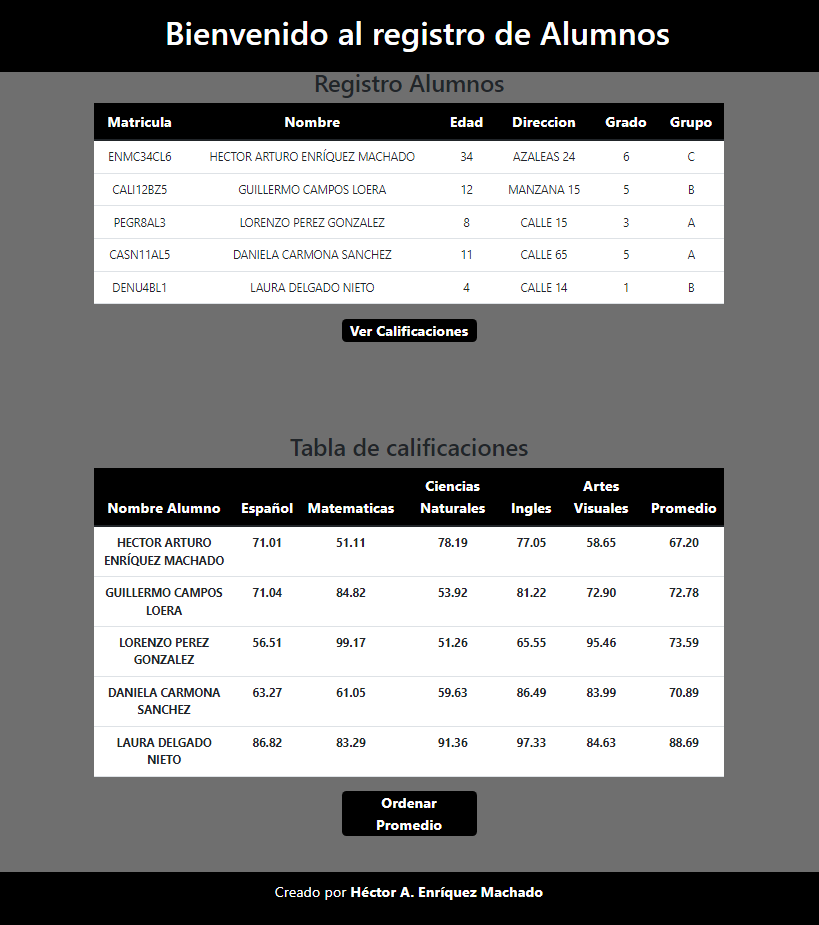 Bienvenido al registro de Alumnos
Registro Alumnos
Matricula Nombre Edad Direccion Grado Grupo
ENMC34CL6 HECTOR ARTURO ENRÍQUEZ MACHADO 34 AZALEAS 24 6 C
CALI12BZ5 GUILLERMO CAMPOS LOERA 12 MANZANA 15 5 B
PEGR8AL3 LORENZO PEREZ GONZALEZ 8 CALLE 15 3 A
CASN11AL5 DANIELA CARMONA SANCHEZ 11 CALLE 65 5 A
DENU4BL1 LAURA DELGADO NIETO 4 CALLE 14 1 B
Ver Calificaciones
Tabla de calificaciones
Ciencias Artes
Nombre Alumno Español Matematicas Naturales Ingles Visuales Promedio
HECTOR ARTURO 71.01 51.11 78.19 77.05 58.65 67.20
ENRÍQUEZ MACHADO
GUILLERMO CAMPOS 71.04 84.82 53.92 81.22 72.90 72.78
LOERA
LORENZO PEREZ 56.51 99.17 51.26 65.55 95.46 73.59
GONZALEZ
DANIELA CARMONA 63.27 61.05 59.63 86.49 83.99 70.89
SANCHEZ
LAURA DELGADO 86.82 83.29 91.36 97.33 84.63 88.69
NIETO
Ordenar
Promedio
Creado por Héctor A. Enríquez Machado